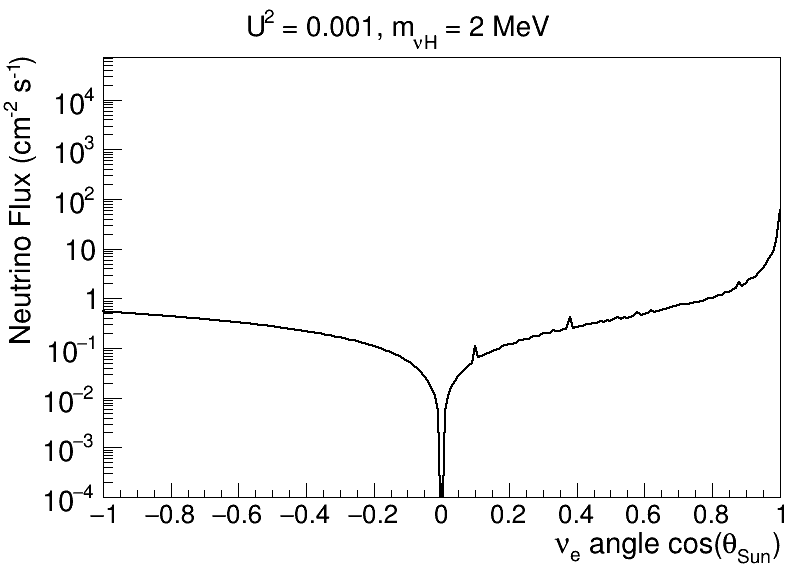 U² = 0.001, mνH = 2 MeV
Neutrino Flux (cm⁻² s⁻¹)
10⁴
10³
10²
10
1
10⁻¹
10⁻²
10⁻³
10⁻⁴
−1 −0.8 −0.6 −0.4 −0.2 0 0.2 0.4 0.6 0.8 1
νe angle cos(θSun)